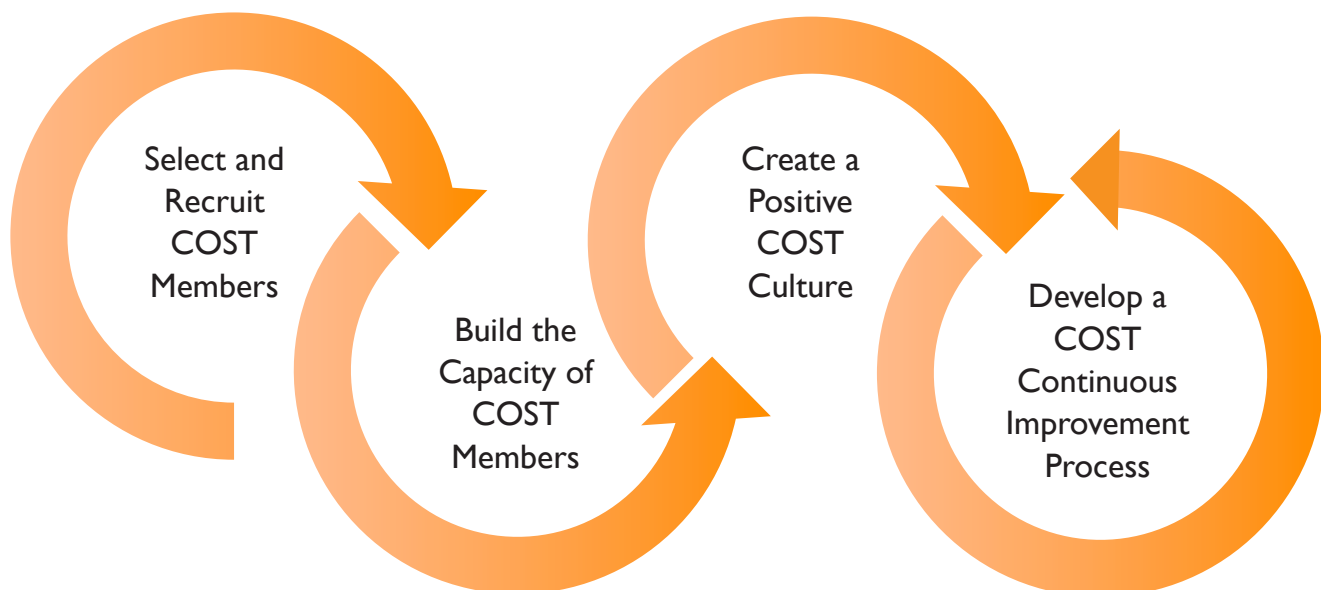 Select and
Recruit
COST
Members
Build the
Capacity of
COST
Members
Create a
Positive
COST
Culture
Develop a
COST
Continuous
Improvement
Process